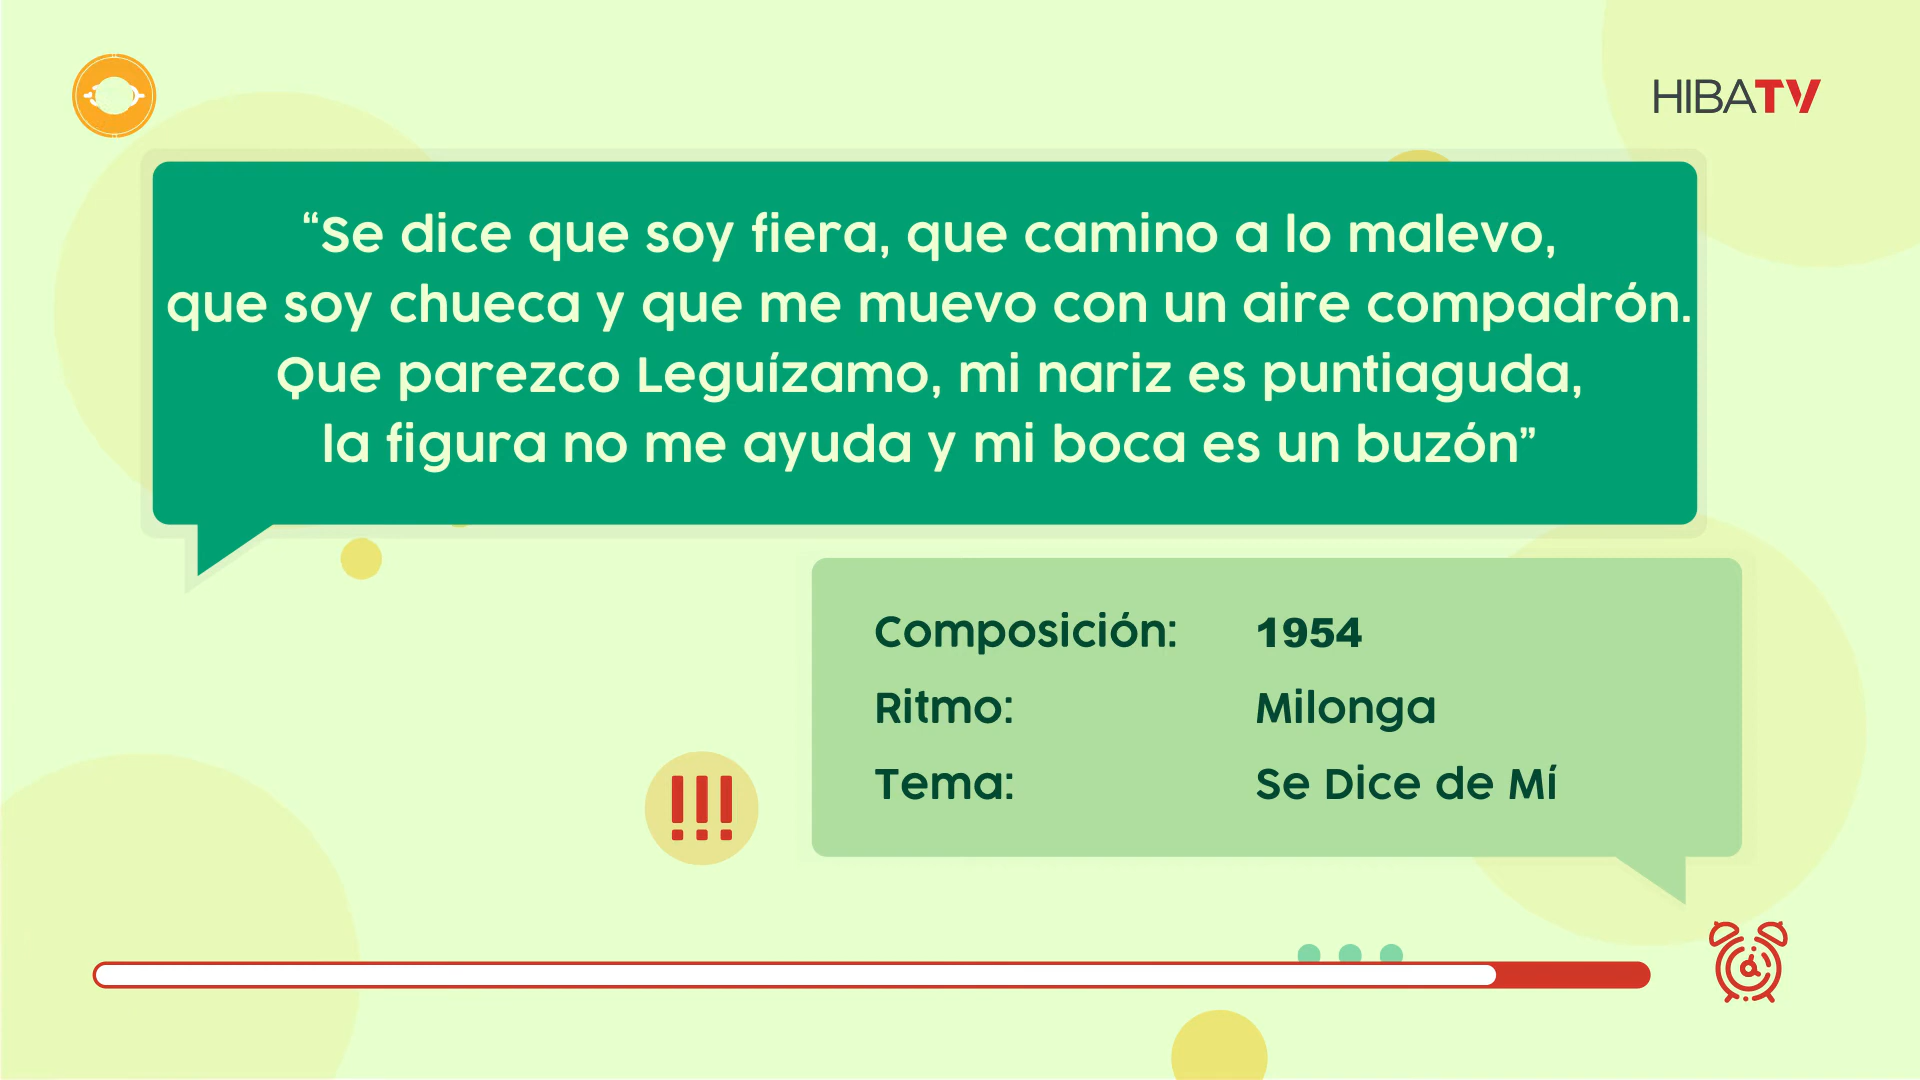 HIBATV
“Se dice que soy fiera, que camino a lo malevo,
que soy chueca y que me muevo con un aire compadrón.
Que parezco Leguízamo, mi nariz es puntiaguda,
la figura no me ayuda y mi boca es un buzón”
Composición: 1954
Ritmo: Milonga
Tema: Se Dice de Mí
!!!